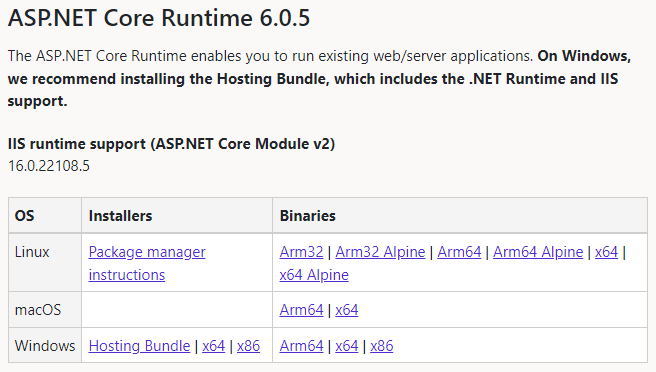 ASP.NET Core Runtime 6.0.5
The ASP.NET Core Runtime enables you to run existing web/server applications. On Windows,
we recommend installing the Hosting Bundle, which includes the .NET Runtime and IIS
support.
IIS runtime support (ASP.NET Core Module v2)
16.0.22108.5
OS Installers Binaries
Linux Package manager instructions Arm32 | Arm32 Alpine | Arm64 | Arm64 Alpine | x64 | x64 Alpine
macOS Arm64 | x64
Windows Hosting Bundle | x64 | x86 Arm64 | x64 | x86